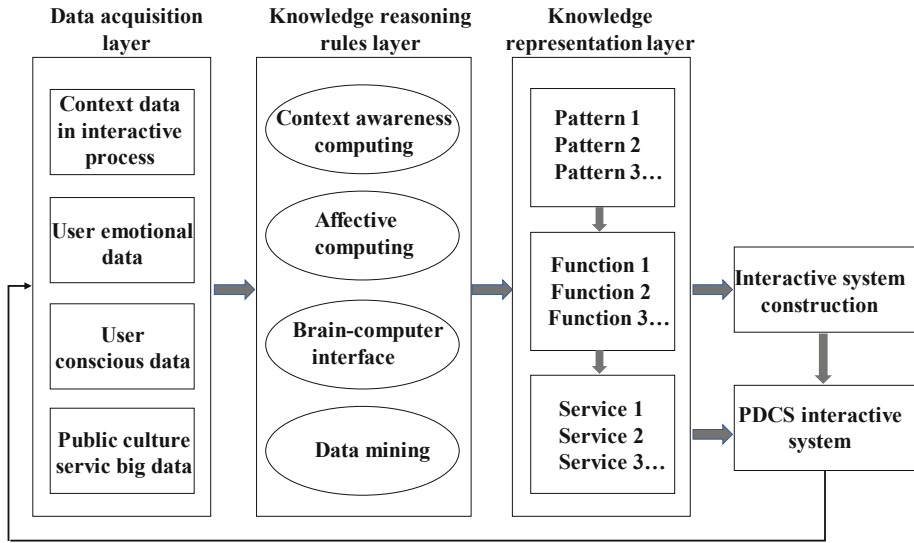 Data acquisition
layer
Knowledge reasoning
rules layer
Knowledge
representation layer
Context data
in interactive
process
User emotional
data
User
conscious data
Public culture
servic big data
Context awareness
computing
Affective
computing
Brain-computer
interface
Data mining
Pattern 1
Pattern 2
Pattern 3…
Function 1
Function 2
Function 3…
Service 1
Service 2
Service 3…
Interactive system
construction
PDCS interactive
system